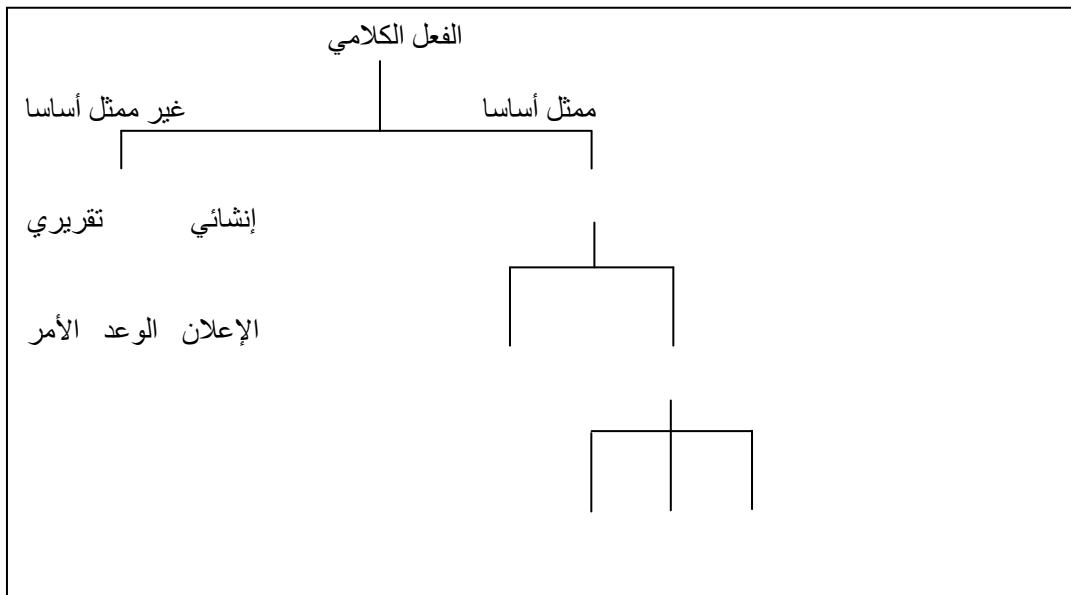 الفعل الكلامي
ممثل أساسا غير ممثل أساسا
إنشائي تقريري
الإعلان الوعد الأمر